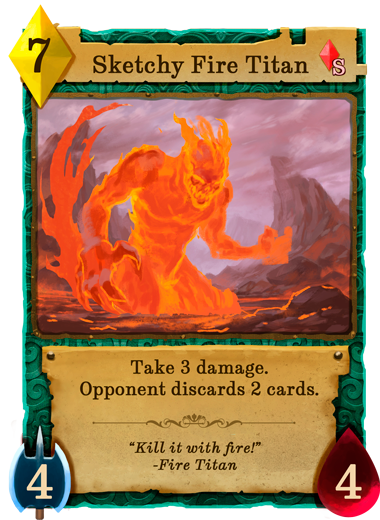 7
Sketchy Fire Titan
S
Take 3 damage.
Opponent discards 2 cards.
“Kill it with fire!”
-Fire Titan
4
4